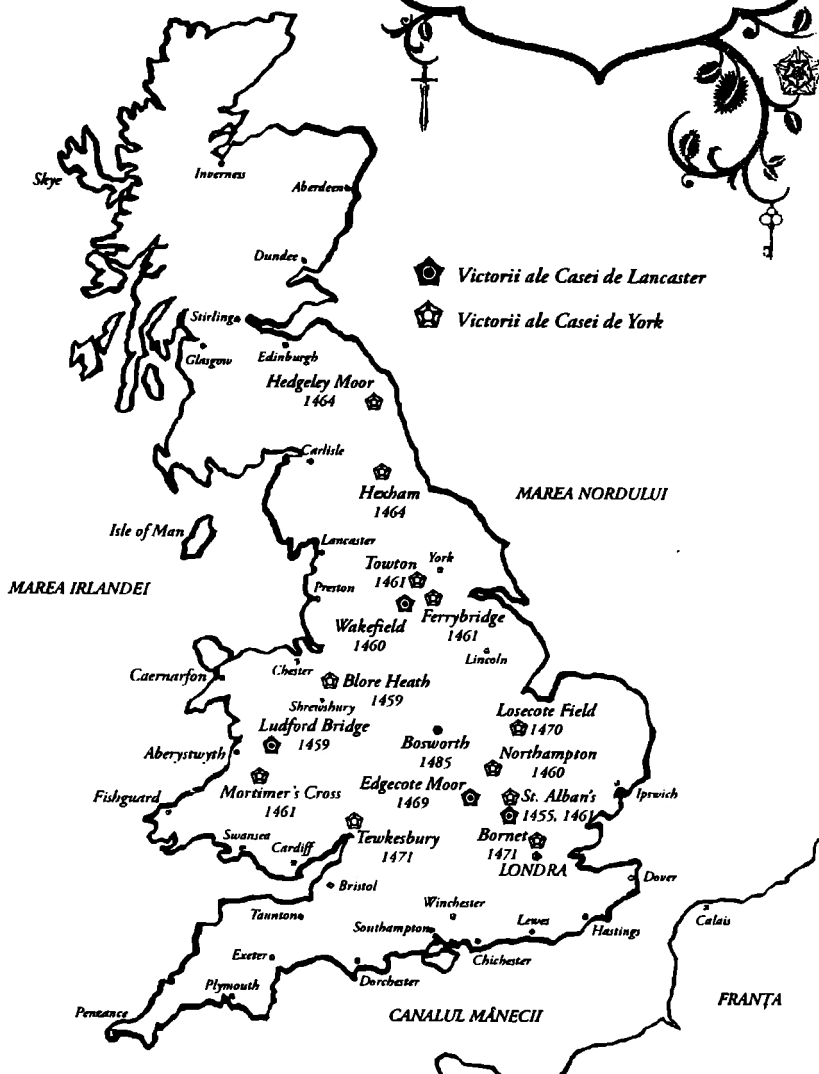 Skye
Inverness
Aberdeen
Dundee
Victorii ale Casei de Lancaster
Stirling
Victorii ale Casei de York
Glasgow
Edinburgh
Hedgeley Moor
1464
Carlisle
Hexham
1464
MAREA NORDULUI
Isle of Man
Lancaster
Towton
1461
York
MAREA IRLANDEI
Preston
Wakefield
1460
Ferrybridge
1461
Lincoln
Chester
Caernarfon
Blore Heath
1459
Shrewsbury
Ludford Bridge
1459
Losecote Field
1470
Bosworth
1485
Aberystwyth
Northampton
1460
Mortimer's Cross
1461
Edgecote Moor
1469
St. Alban's
1455, 1461
Ipswich
Fishguard
Swansea
Cardiff
Tewkesbury
1471
Bornet
1471
LONDRA
Dover
Bristol
Taunton
Winchester
Southampton
Lewes
Hastings
Calais
Exeter
Chichester
Dorchester
Plymouth
Penzance
CANALUL MÂNECII
FRANȚA